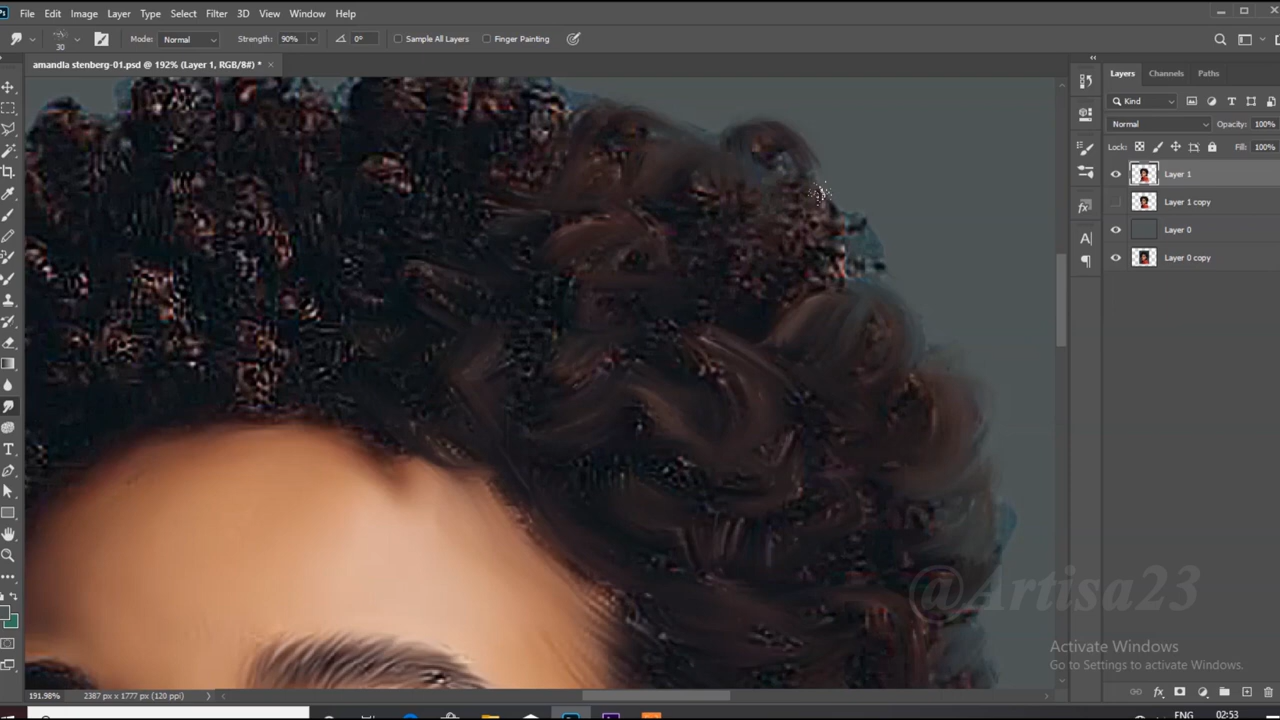 File Edit Image Layer Type Select Filter 3D View Window Help
30 Mode: Normal Strength: 90% 0° Sample All Layers Finger Painting
amandla stenberg-01.psd @ 192% (Layer 1, RGB/8#) *
Layers Channels Paths
Kind
Normal Opacity: 100%
Lock: Fill: 100%
Layer 1
Layer 1 copy
Layer 0
Layer 0 copy
@Artisa23
Activate Windows
Go to Settings to activate Windows.
191.98% 2387 px x 1777 px (120 ppi)
ENG 02:53